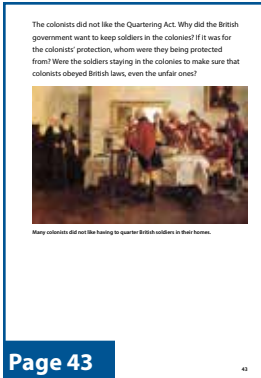 The colonists did not like the Quartering Act. Why did the British
government want to keep soldiers in the colonies? If it was for
the colonists' protection, whom were they being protected
from? Were the soldiers staying in the colonies to make sure that
colonists obeyed British laws, even the unfair ones?
Many colonists did not like having to quarter British soldiers in their homes.
Page 43
43